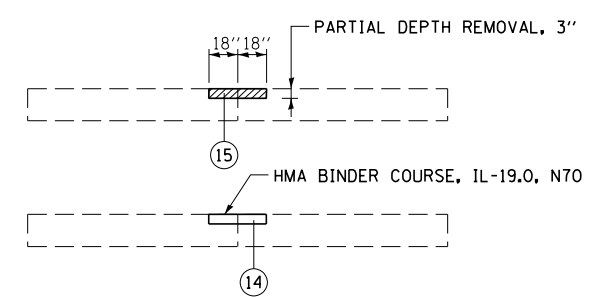 PARTIAL DEPTH REMOVAL, 3''
18'' 18''
15
HMA BINDER COURSE, IL-19.0, N70
14